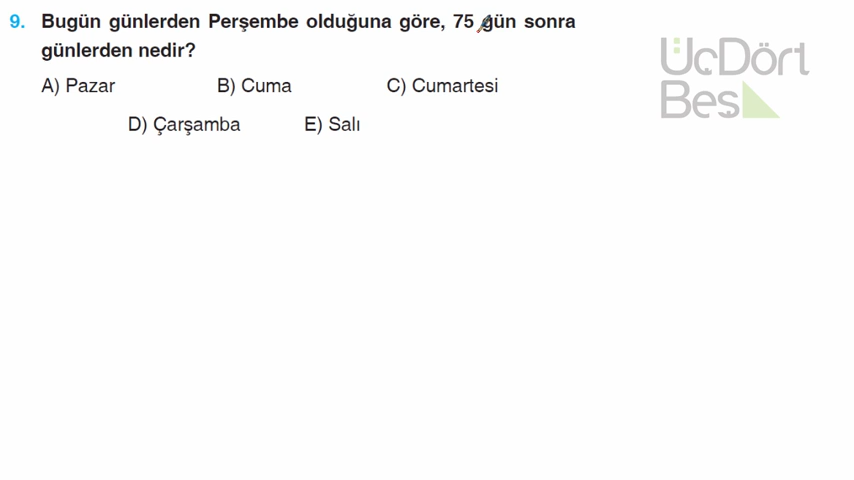 9. Bugün günlerden Perşembe olduğuna göre, 75 gün sonra
günlerden nedir?
A) Pazar B) Cuma C) Cumartesi
D) Çarşamba E) Salı
ÜçDört
Beş